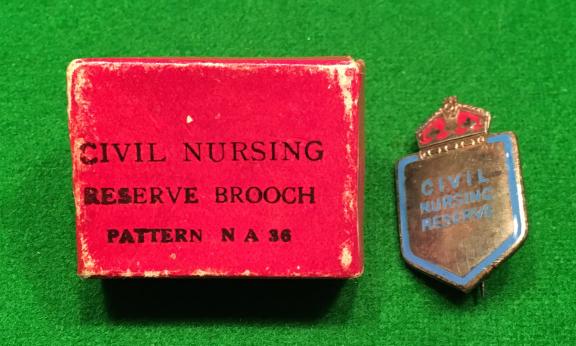 CIVIL NURSING
RESERVE BROOCH
PATTERN N A 36
CIVIL
NURSING
RESERVE